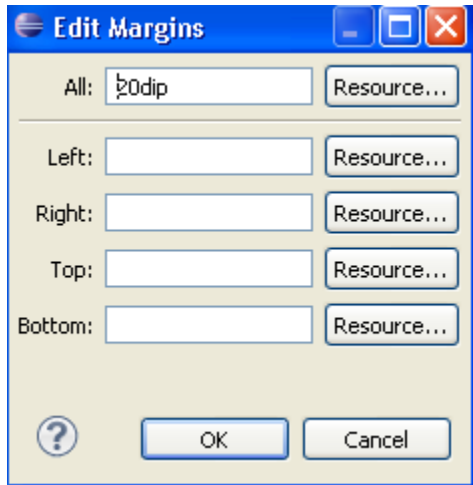 Edit Margins
All: 20dip Resource...
Left: Resource...
Right: Resource...
Top: Resource...
Bottom: Resource...
? OK Cancel